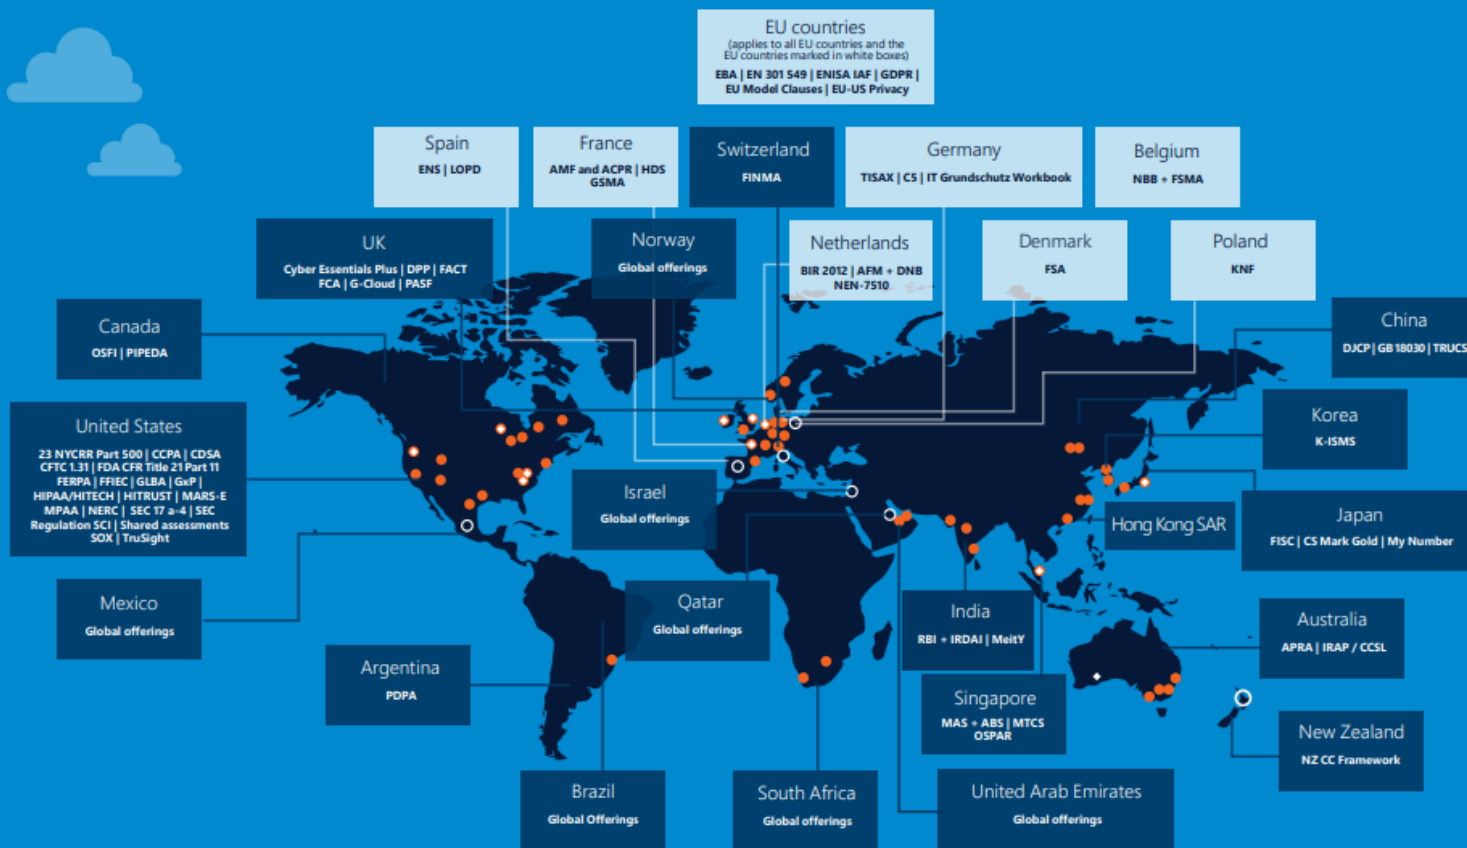 EU countries
(applies to all EU countries and the
EU countries marked in white boxes)
EBA | EN 301 549 | ENISA IAF | GDPR |
EU Model Clauses | EU-US Privacy
Spain
ENS | LOPD
France
AMF and ACPR | HDS
GSMA
Switzerland
FINMA
Germany
TISAX | C5 | IT Grundschutz Workbook
Belgium
NBB + FSMA
UK
Cyber Essentials Plus | DPP | FACT
FCA | G-Cloud | PASF
Norway
Global offerings
Netherlands
BIR 2012 | AFM + DNB
NEN-7510
Denmark
FSA
Poland
KNF
Canada
OSFI | PIPEDA
China
DJCP | GB 18030 | TRUCS
United States
23 NYCRR Part 500 | CCPA | CDSA
CFTC 1.31 | FDA CFR Title 21 Part 11
FERPA | FFIEC | GLBA | GxP |
HIPAA/HITECH | HITRUST | MARS-E
MPAA | NERC | SEC 17 a-4 | SEC
Regulation SCI | Shared assessments
SOX | TruSight
Korea
K-ISMS
Israel
Global offerings
Hong Kong SAR
Japan
FISC | CS Mark Gold | My Number
Mexico
Global offerings
Qatar
Global offerings
India
RBI + IRDAI | MeitY
Australia
APRA | IRAP / CCSL
Argentina
PDPA
Singapore
MAS + ABS | MTCS
OSPAR
New Zealand
NZ CC Framework
Brazil
Global Offerings
South Africa
Global offerings
United Arab Emirates
Global offerings